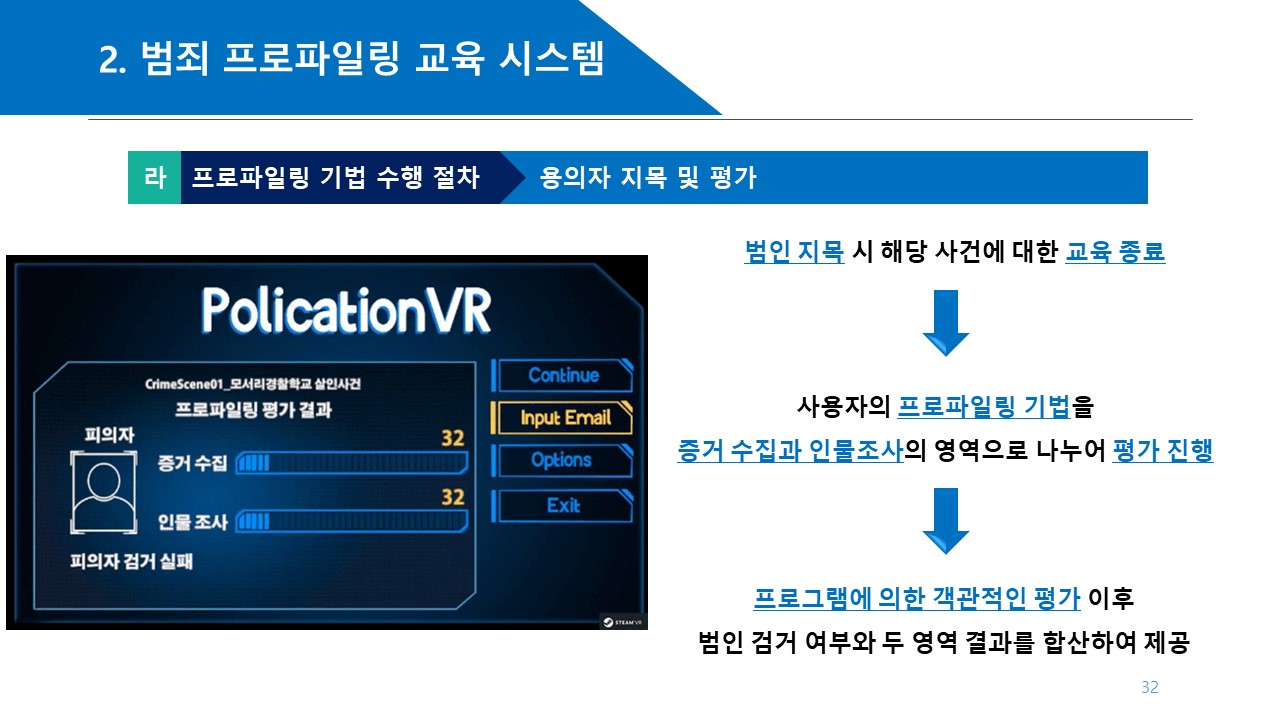 2. 범죄 프로파일링 교육 시스템
라 프로파일링 기법 수행 절차 용의자 지목 및 평가
PolicationVR
CrimeScene01_모서리경찰학교 살인사건
프로파일링 평가 결과
피의자
증거 수집 32
인물 조사 32
피의자 검거 실패
Continue
Input Email
Options
Exit
STEAM VR
범인 지목 시 해당 사건에 대한 교육 종료
사용자의 프로파일링 기법을
증거 수집과 인물조사의 영역으로 나누어 평가 진행
프로그램에 의한 객관적인 평가 이후
범인 검거 여부와 두 영역 결과를 합산하여 제공
32